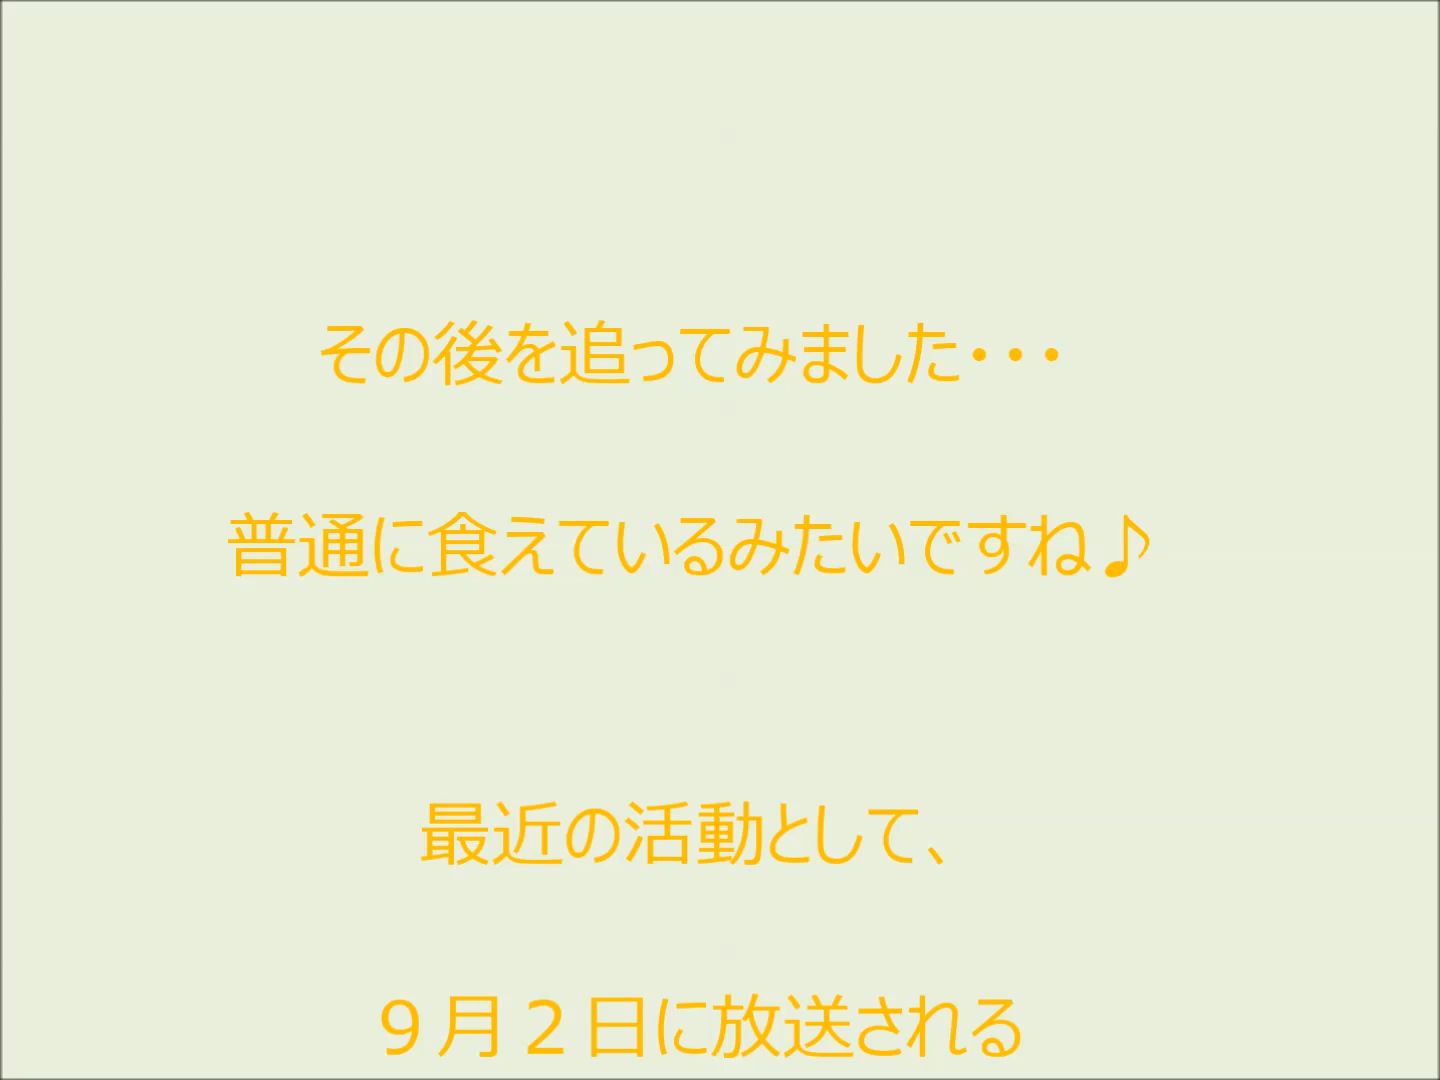 その後を追ってみました・・・
普通に食えているみたいですね♪
最近の活動として、
９月２日に放送される